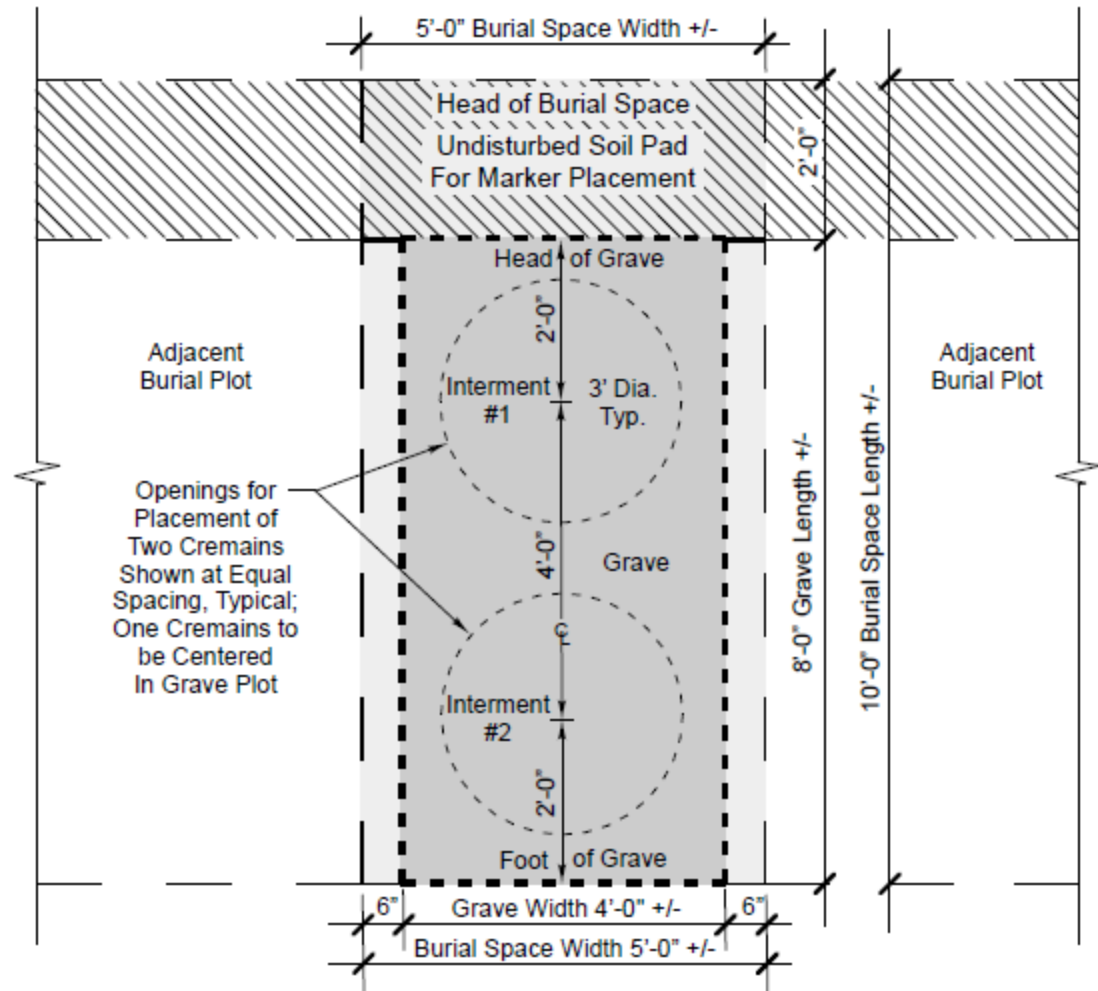 5'-0" Burial Space Width +/-
Head of Burial Space
Undisturbed Soil Pad
For Marker Placement
2'-0"
Head of Grave
2'-0"
Adjacent
Burial Plot
Adjacent
Burial Plot
Interment
#1
3' Dia.
Typ.
Openings for
Placement of
Two Cremains
Shown at Equal
Spacing, Typical;
One Cremains to
be Centered
In Grave Plot
4'-0"
Grave
℄
8'-0" Grave Length +/-
10'-0" Burial Space Length +/-
Interment
#2
2'-0"
Foot of Grave
6"
Grave Width 4'-0" +/-
6"
Burial Space Width 5'-0" +/-